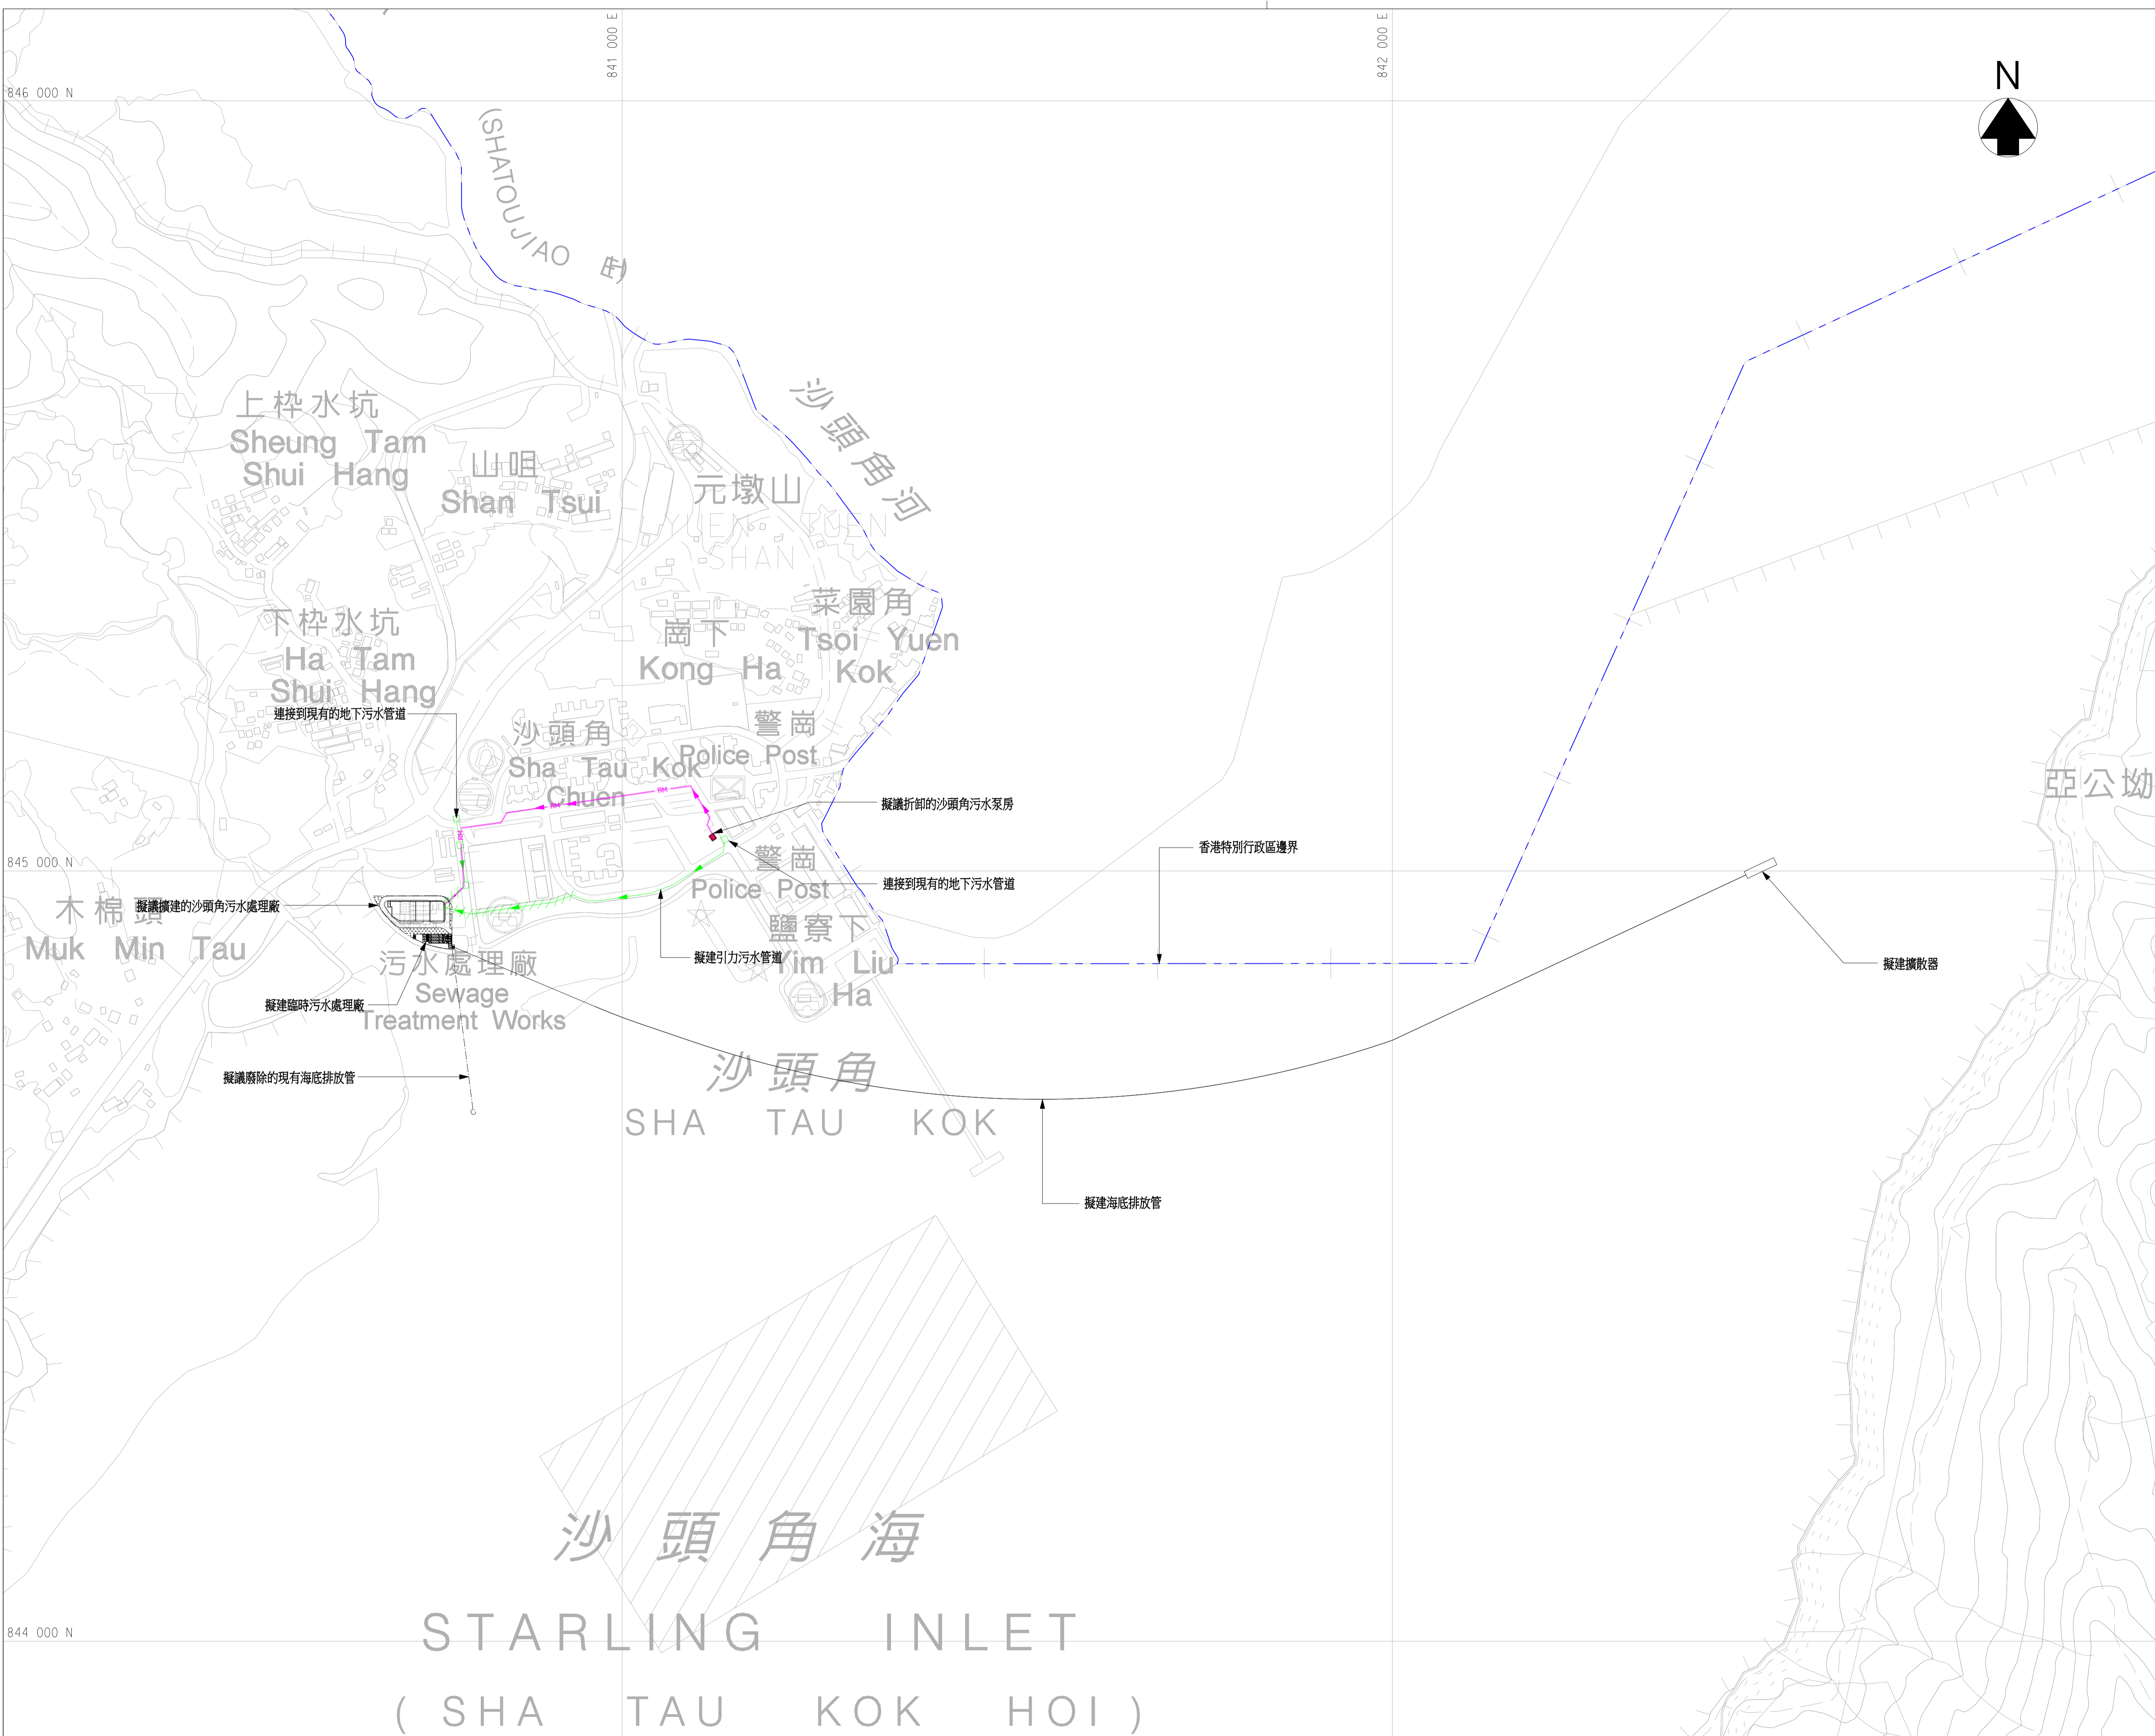 841 000 E
842 000 E
N
846 000 N
(SHATOUJIAO
上枠水坑
Sheung Tam
Shui Hang
山咀
Shan Tsui
沙頭角河
元墩山
YUEN TUEN
SHAN
菜園角
Tsoi Yuen
Kok
崗下
Kong Ha
下枠水坑
Ha Tam
Shui Hang
連接到現有的地下污水管道
沙頭角
Sha Tau Kok
Chuen
警崗
Police Post
RM
RM
RM
擬議折卸的沙頭角污水泵房
亞公坳
香港特別行政區邊界
845 000 N
警崗
Police Post
連接到現有的地下污水管道
木棉頭
Muk Min Tau
擬議擴建的沙頭角污水處理廠
鹽寮下
Yim Liu
Ha
擬建引力污水管道
擬建擴散器
污水處理廠
Sewage
Treatment Works
擬建臨時污水處理廠
擬議廢除的現有海底排放管
沙頭角
SHA TAU KOK
擬建海底排放管
沙頭角海
844 000 N
STARLING INLET
( SHA TAU KOK HOI )